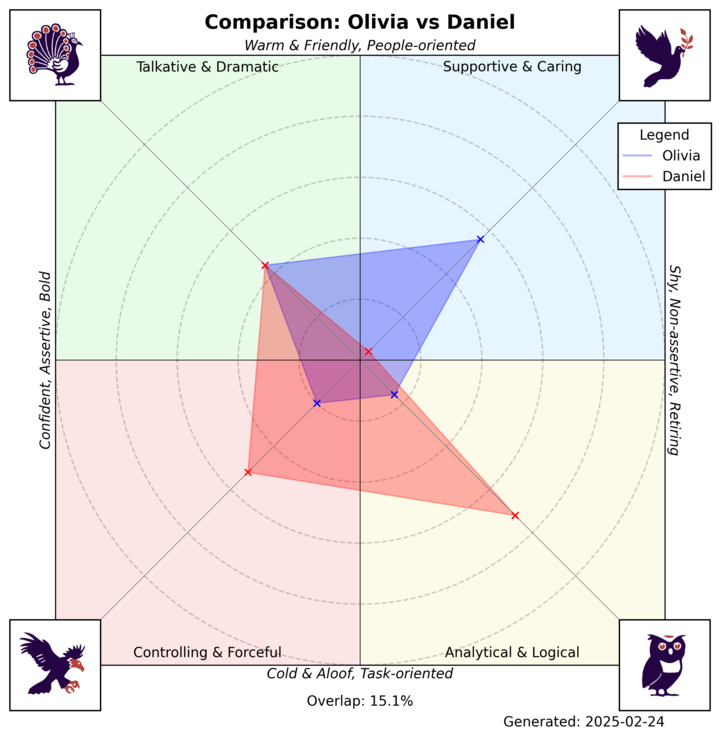 Comparison: Olivia vs Daniel
Warm & Friendly, People-oriented
Talkative & Dramatic
Supportive & Caring
Legend
Olivia
Daniel
Confident, Assertive, Bold
Shy, Non-assertive, Retiring
Controlling & Forceful
Analytical & Logical
Cold & Aloof, Task-oriented
Overlap: 15.1%
Generated: 2025-02-24